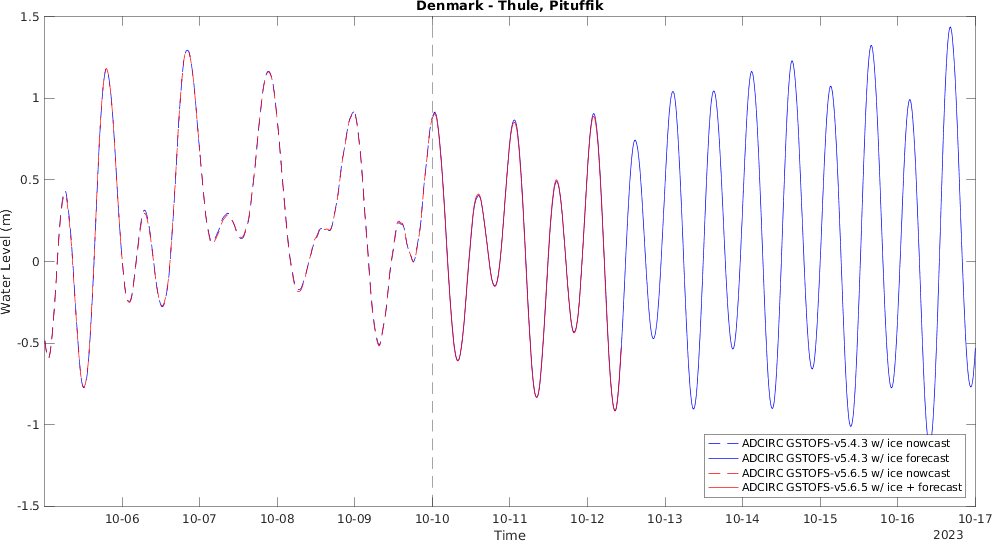 Denmark - Thule, Pituffik
Water Level (m)
1.5
1
0.5
0
-0.5
-1
-1.5
ADCIRC GSTOFS-v5.4.3 w/ ice nowcast
ADCIRC GSTOFS-v5.4.3 w/ ice forecast
ADCIRC GSTOFS-v5.6.5 w/ ice nowcast
ADCIRC GSTOFS-v5.6.5 w/ ice + forecast
10-06 10-07 10-08 10-09 10-10 10-11 10-12 10-13 10-14 10-15 10-16 10-17
Time
2023